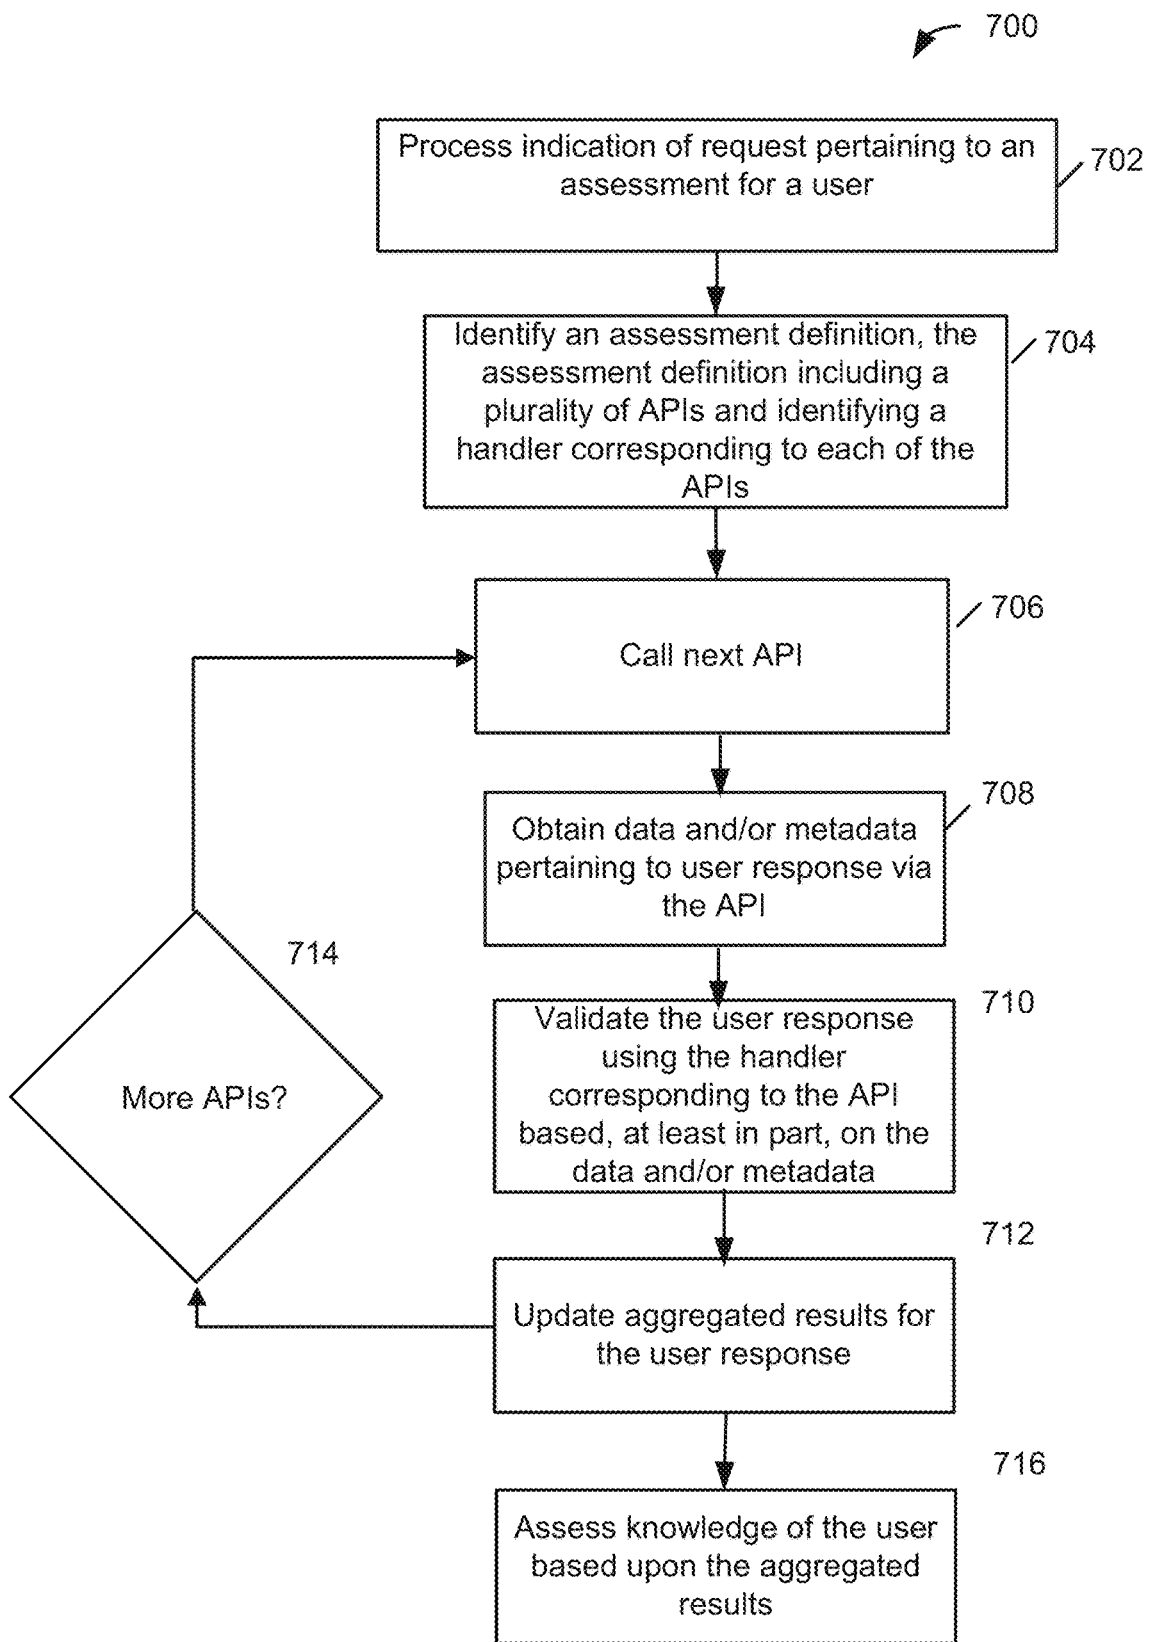 700
Process indication of request pertaining to an
assessment for a user
702
Identify an assessment definition, the
assessment definition including a
plurality of APIs and identifying a
handler corresponding to each of the
APIs
704
Call next API
706
Obtain data and/or metadata
pertaining to user response via
the API
708
Validate the user response
using the handler
corresponding to the API
based, at least in part, on the
data and/or metadata
710
More APIs?
714
Update aggregated results for
the user response
712
Assess knowledge of the user
based upon the aggregated
results
716